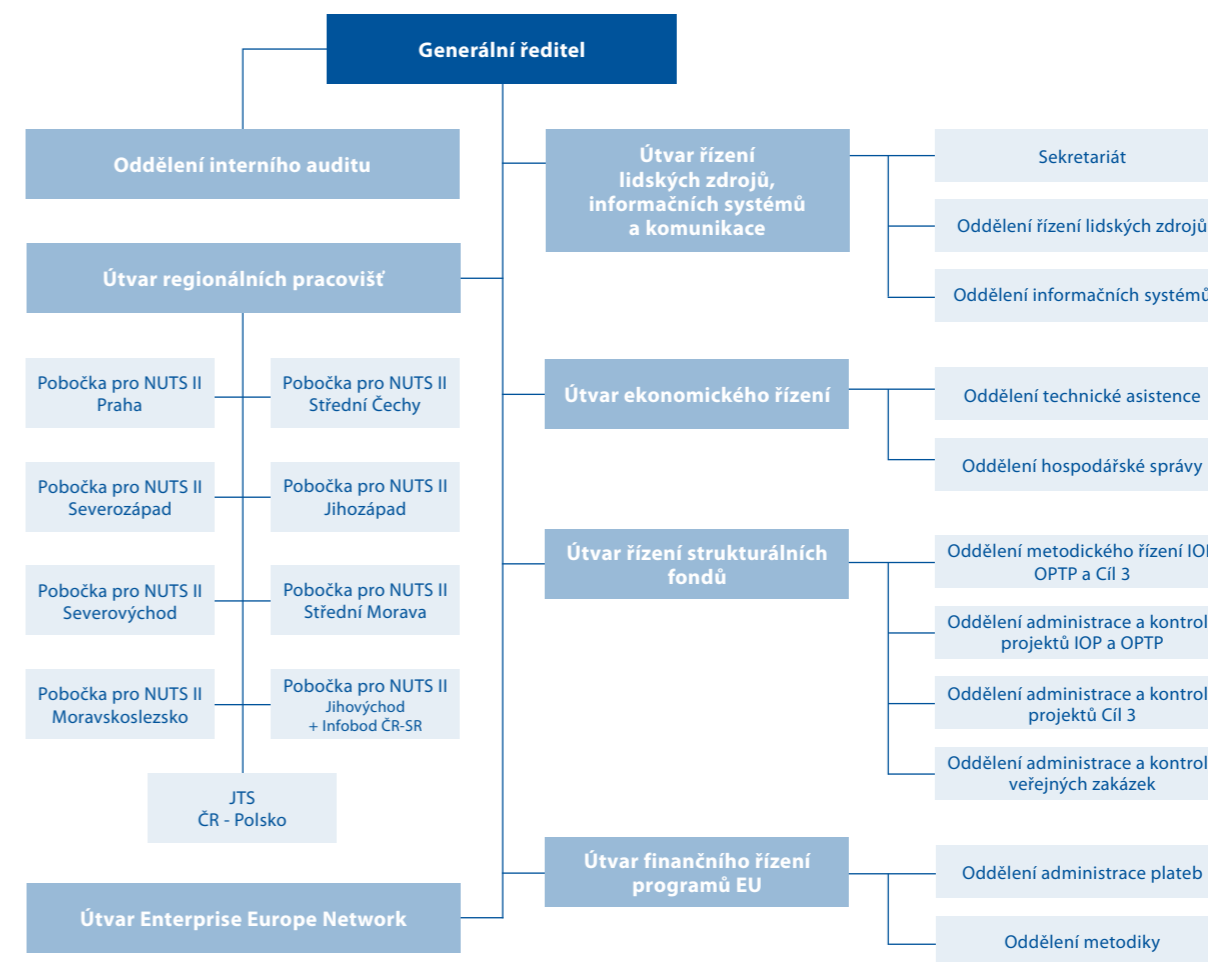 Generální ředitel
Oddělení interního auditu
Útvar regionálních pracovišť
Pobočka pro NUTS II
Praha
Pobočka pro NUTS II
Střední Čechy
Pobočka pro NUTS II
Severozápad
Pobočka pro NUTS II
Jihozápad
Pobočka pro NUTS II
Severovýchod
Pobočka pro NUTS II
Střední Morava
Pobočka pro NUTS II
Moravskoslezsko
Pobočka pro NUTS II
Jihovýchod
+ Infobod ČR-SR
JTS
ČR - Polsko
Útvar Enterprise Europe Network
Útvar řízení
lidských zdrojů,
informačních systémů
a komunikace
Sekretariát
Oddělení řízení lidských zdrojů
Oddělení informačních systémů
Útvar ekonomického řízení
Oddělení technické asistence
Oddělení hospodářské správy
Útvar řízení strukturálních
fondů
Oddělení metodického řízení
OPTP a Cíl 3
Oddělení administrace a
projektů IOP a OPTP
Oddělení administrace a
projektů Cíl 3
Oddělení administrace a
veřejných zakázek
Útvar finančního řízení
programů EU
Oddělení administrace plateb
Oddělení metodiky